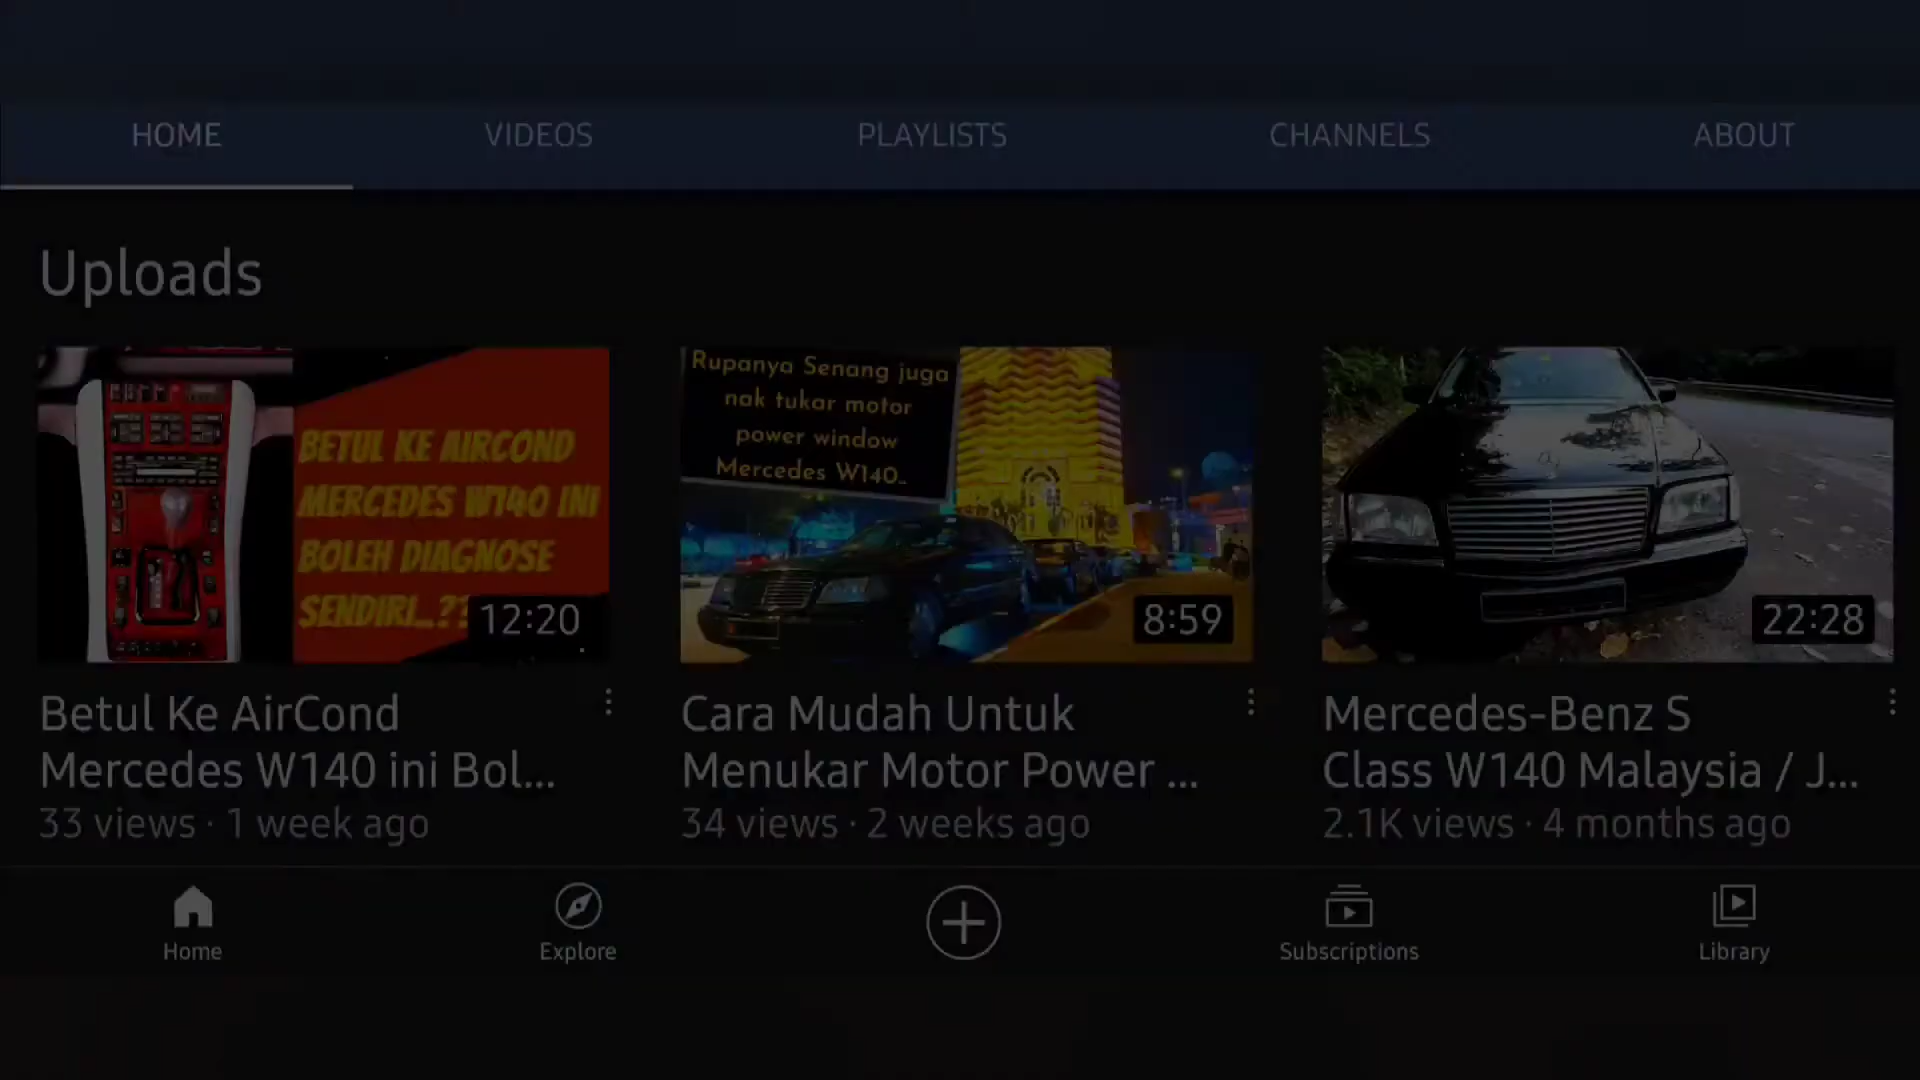 HOME VIDEOS PLAYLISTS CHANNELS ABOUT
Uploads
BETUL KE AIRCOND
MERCEDES W140 INI
BOLEH DIAGNOSE
SENDIRI...??
12:20
Rupanya Senang juga
nak tukar motor
power window
Mercedes W140..
8:59
22:28
Betul Ke AirCond
Mercedes W140 ini Bol...
33 views · 1 week ago
Cara Mudah Untuk
Menukar Motor Power ...
34 views · 2 weeks ago
Mercedes-Benz S
Class W140 Malaysia / J...
2.1K views · 4 months ago
Home Explore Subscriptions Library